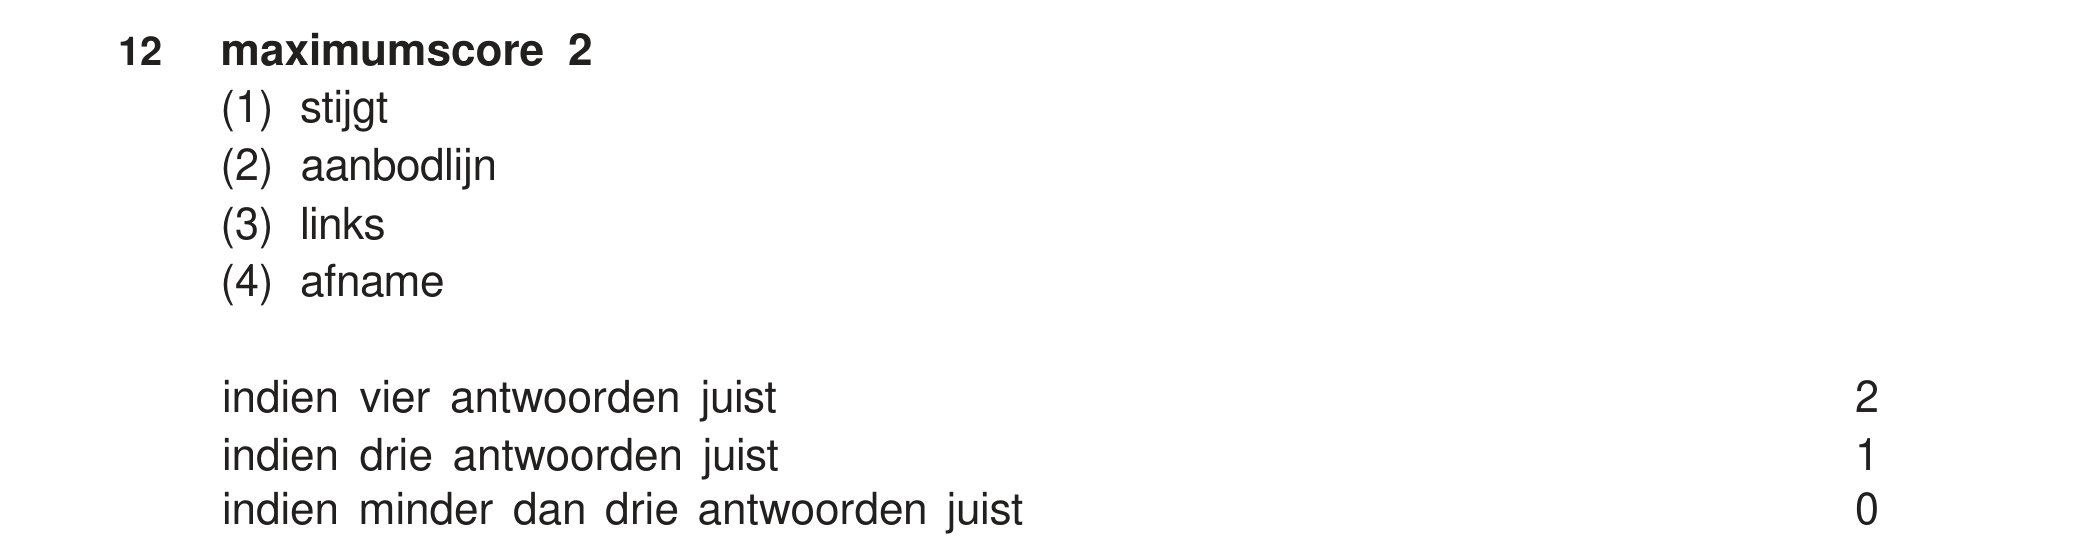 12 maximumscore 2
(1) stijgt
(2) aanbodlijn
(3) links
(4) afname
indien vier antwoorden juist 2
indien drie antwoorden juist 1
indien minder dan drie antwoorden juist 0